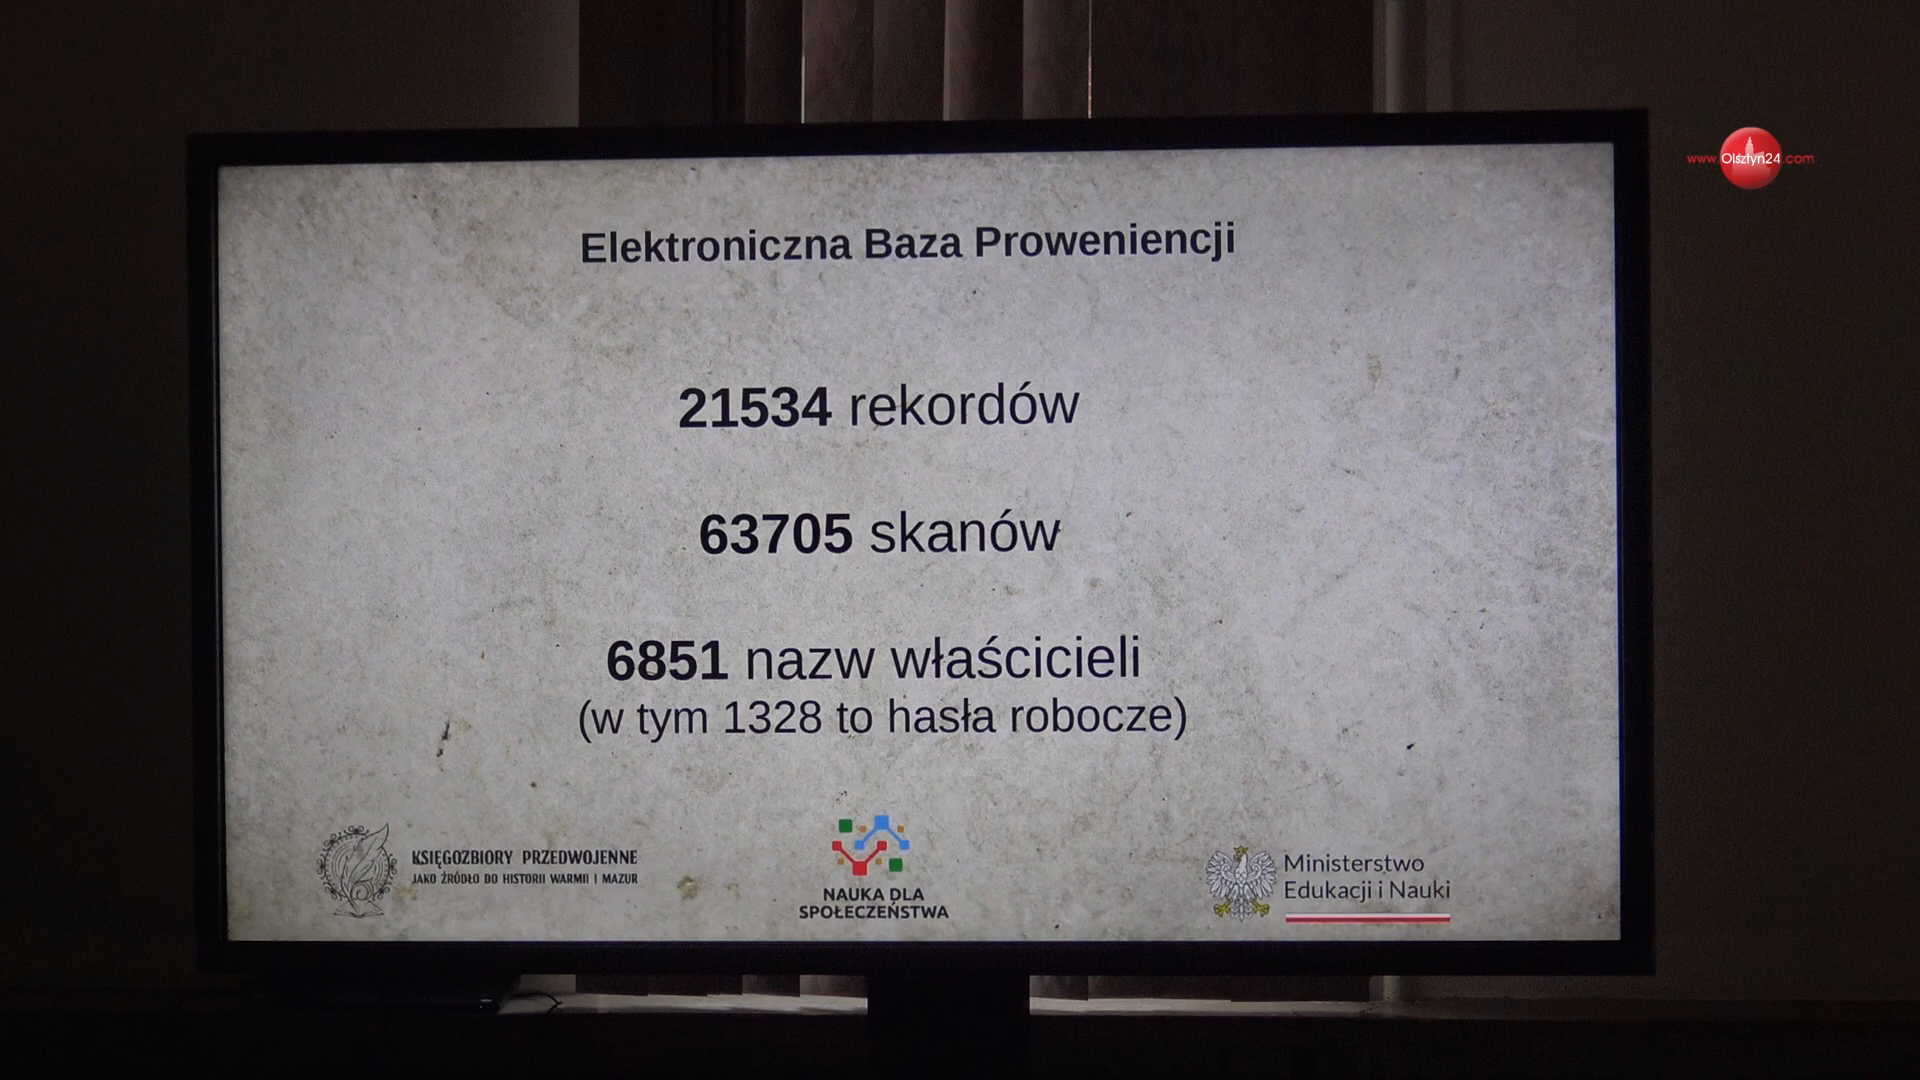 www.Olsztyn24.com
Elektroniczna Baza Proweniencji
21534 rekordów
63705 skanów
6851 nazw właścicieli
(w tym 1328 to hasła robocze)
KSIĘGOZBIORY PRZEDWOJENNE
JAKO ŹRÓDŁO DO HISTORII WARMII I MAZUR
NAUKA DLA
SPOŁECZEŃSTWA
Ministerstwo
Edukacji i Nauki